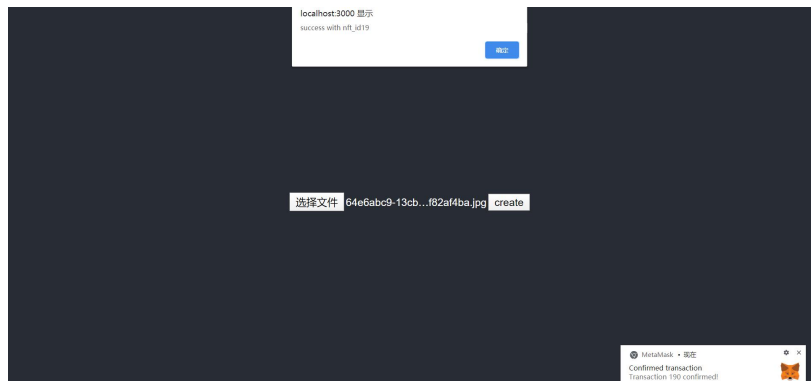 localhost:3000 显示
success with nft_id19
确定
选择文件 64e6abc9-13cb...f82af4ba.jpg create
MetaMask • 现在
Confirmed transaction
Transaction 190 confirmed!